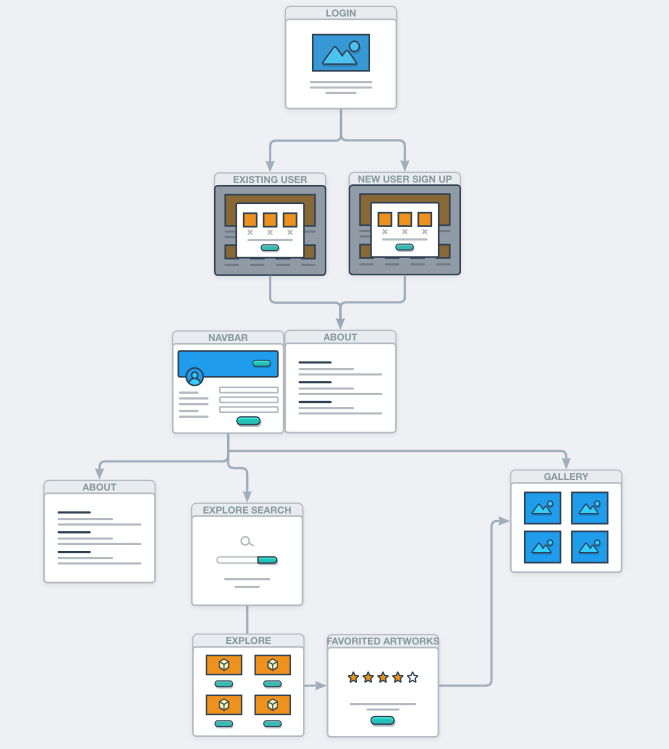 LOGIN
EXISTING USER
NEW USER SIGN UP
NAVBAR
ABOUT
ABOUT
EXPLORE SEARCH
GALLERY
EXPLORE
FAVORITED ARTWORKS